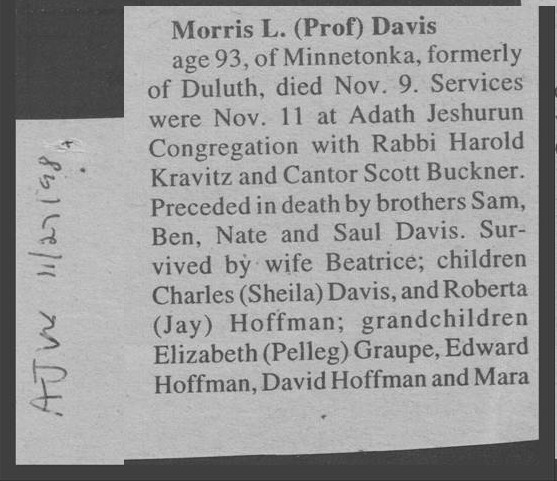 Morris L. (Prof) Davis
age 93, of Minnetonka, formerly
of Duluth, died Nov. 9. Services
were Nov. 11 at Adath Jeshurun
Congregation with Rabbi Harold
Kravitz and Cantor Scott Buckner.
Preceded in death by brothers Sam,
Ben, Nate and Saul Davis. Sur-
vived by wife Beatrice; children
Charles (Sheila) Davis, and Roberta
(Jay) Hoffman; grandchildren
Elizabeth (Pelleg) Graupe, Edward
Hoffman, David Hoffman and Mara
AJW 11/27/98